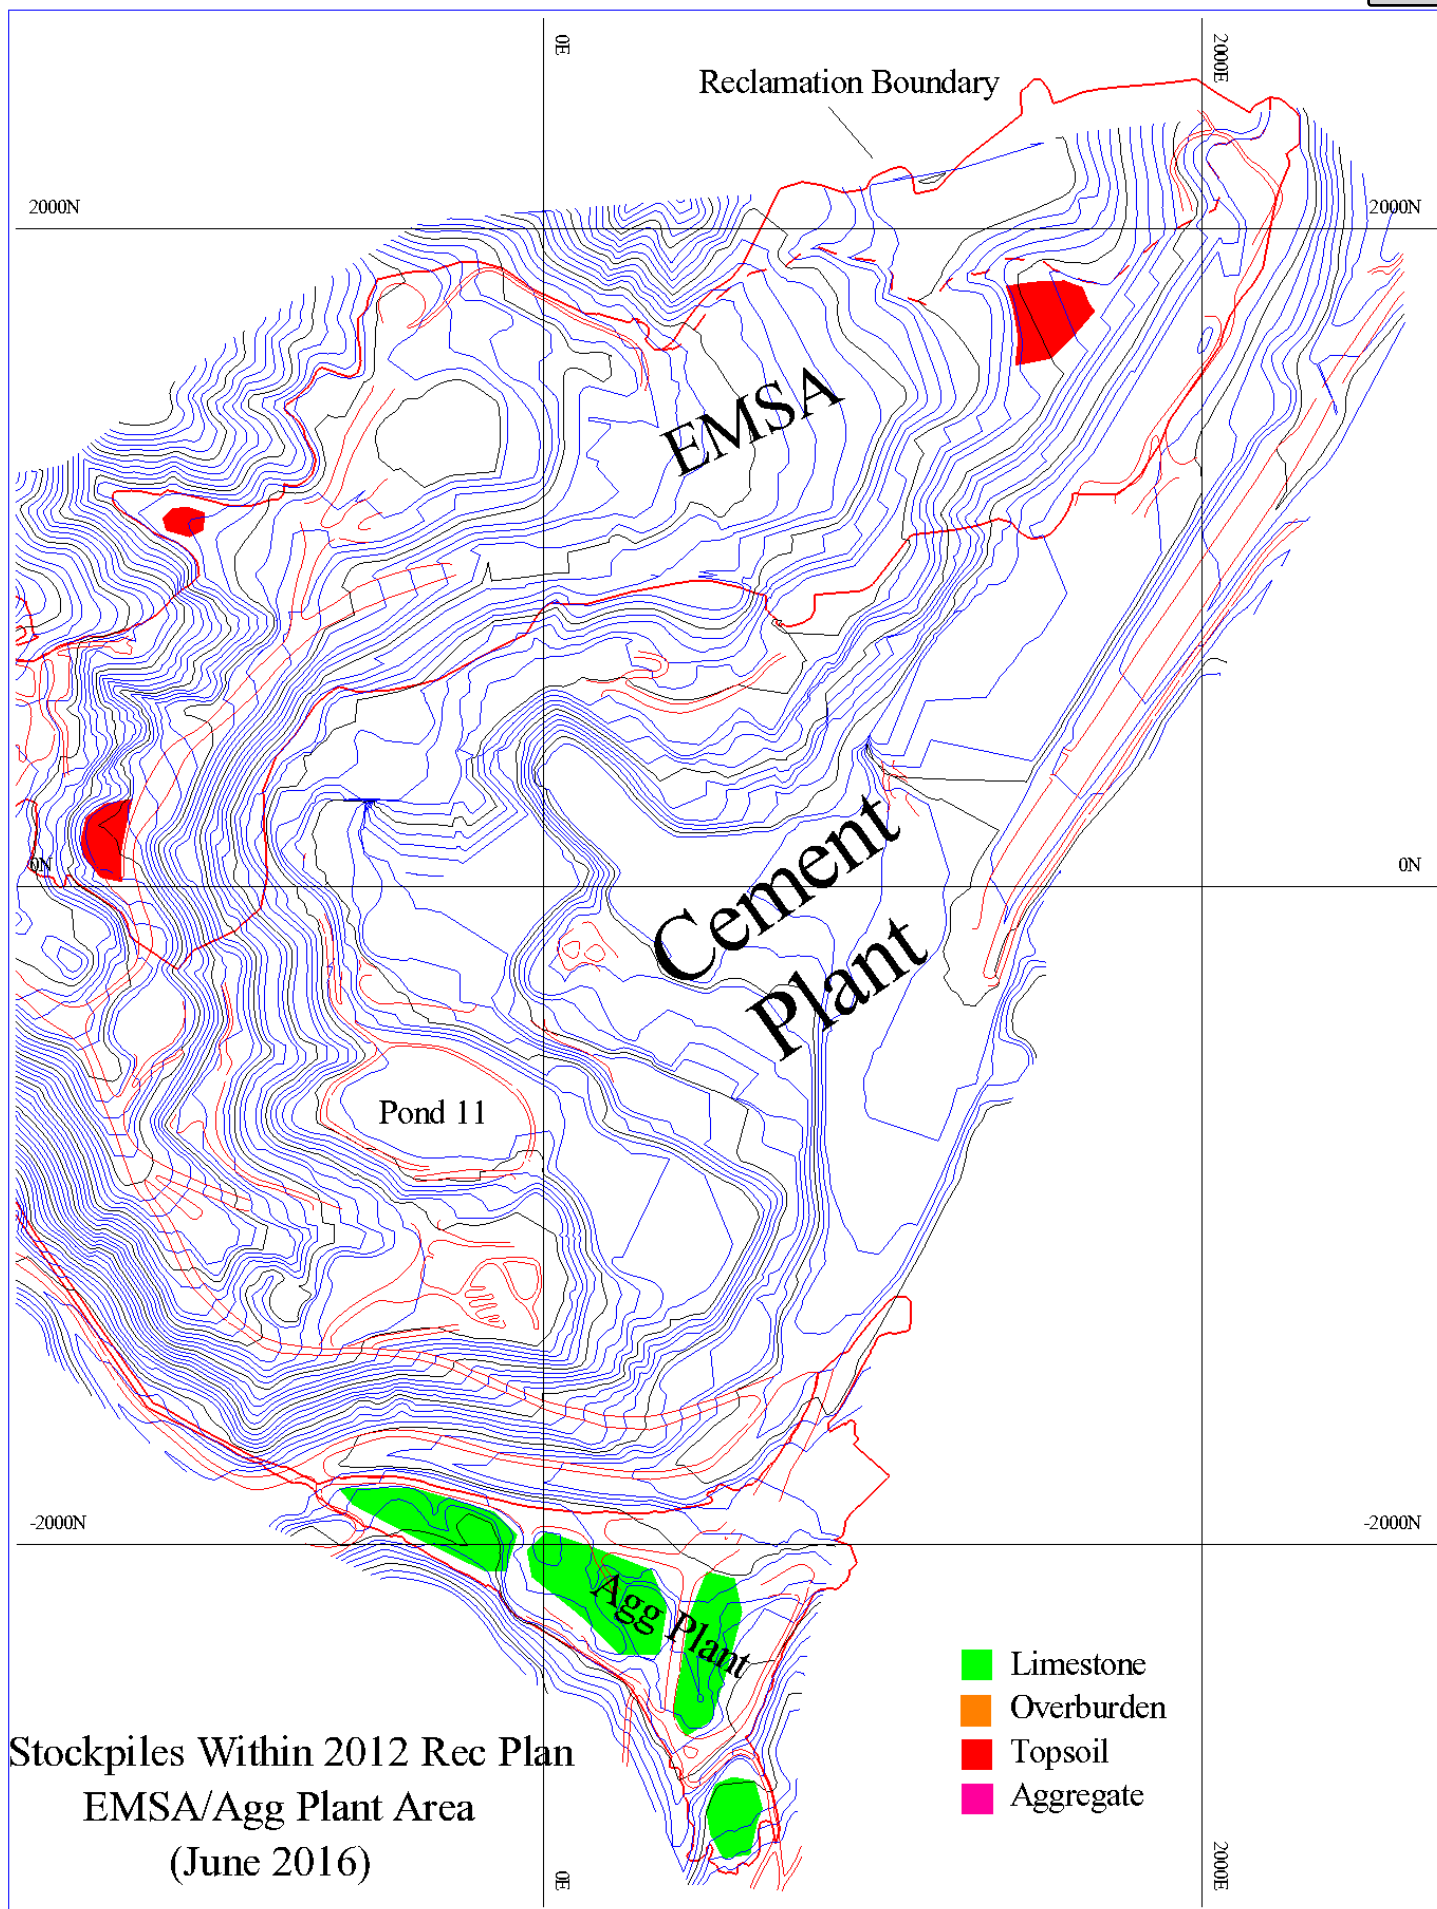 0E
2000E
Reclamation Boundary
2000N
2000N
EMSA
0N
0N
Cement
Plant
Pond 11
-2000N
-2000N
Agg Plant
Limestone
Overburden
Topsoil
Aggregate
Stockpiles Within 2012 Rec Plan
EMSA/Agg Plant Area
(June 2016)
0E
2000E